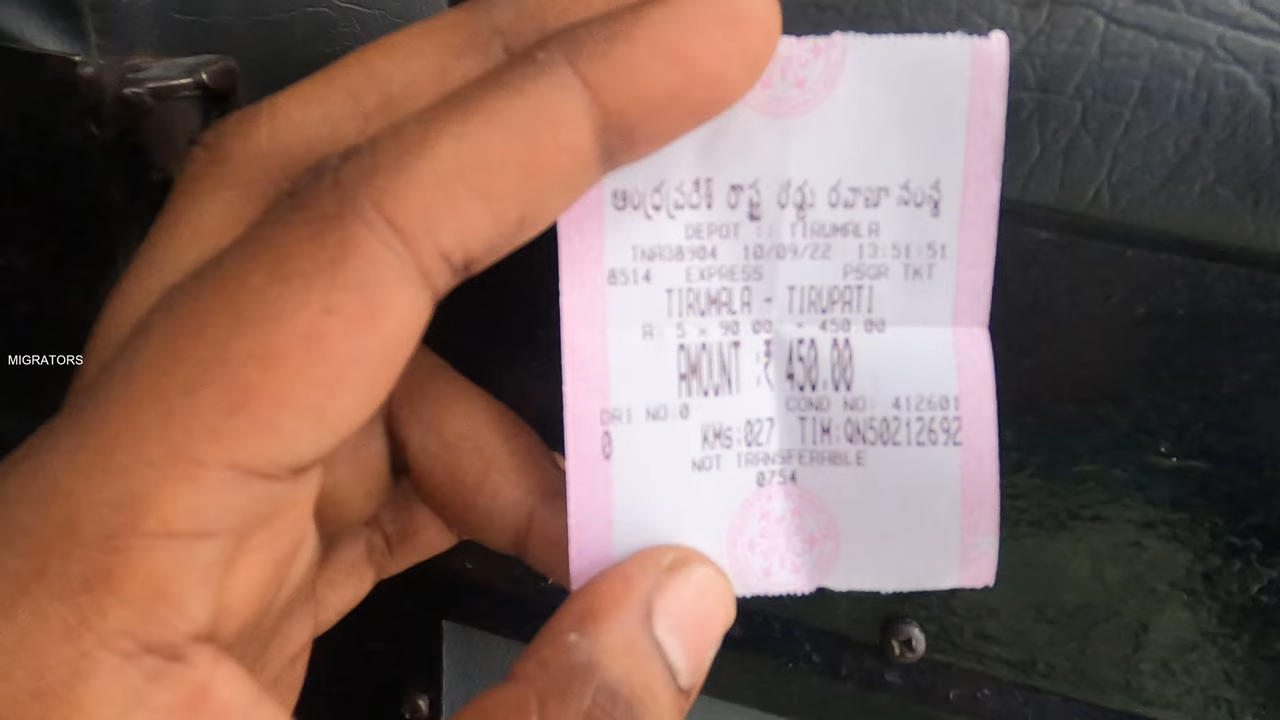 ఆంధ్రప్రదేశ్ రాష్ట్ర రోడ్డు రవాణా సంస్థ
DEPOT :: TIRUMALA
TNA38904 10/09/22 13:51:51
8514 EXPRESS PSGR TKT
TIRUMALA - TIRUPATI
A: 5 x 90.00 - 450.00
AMOUNT :₹ 450.00
DRI NO:0 COND NO: 412601
0 KMs:027 TIM:QN50212692
NOT TRANSFERABLE
0754
MIGRATORS